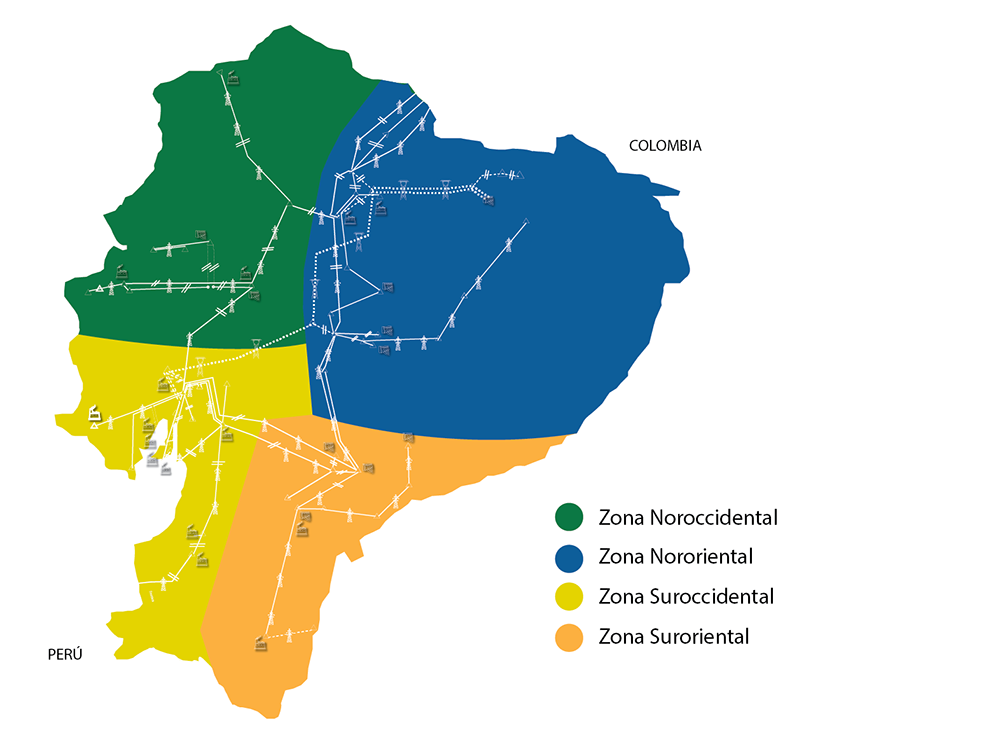 COLOMBIA
Zona Noroccidental
Zona Nororiental
Zona Suroccidental
Zona Suroriental
PERÚ